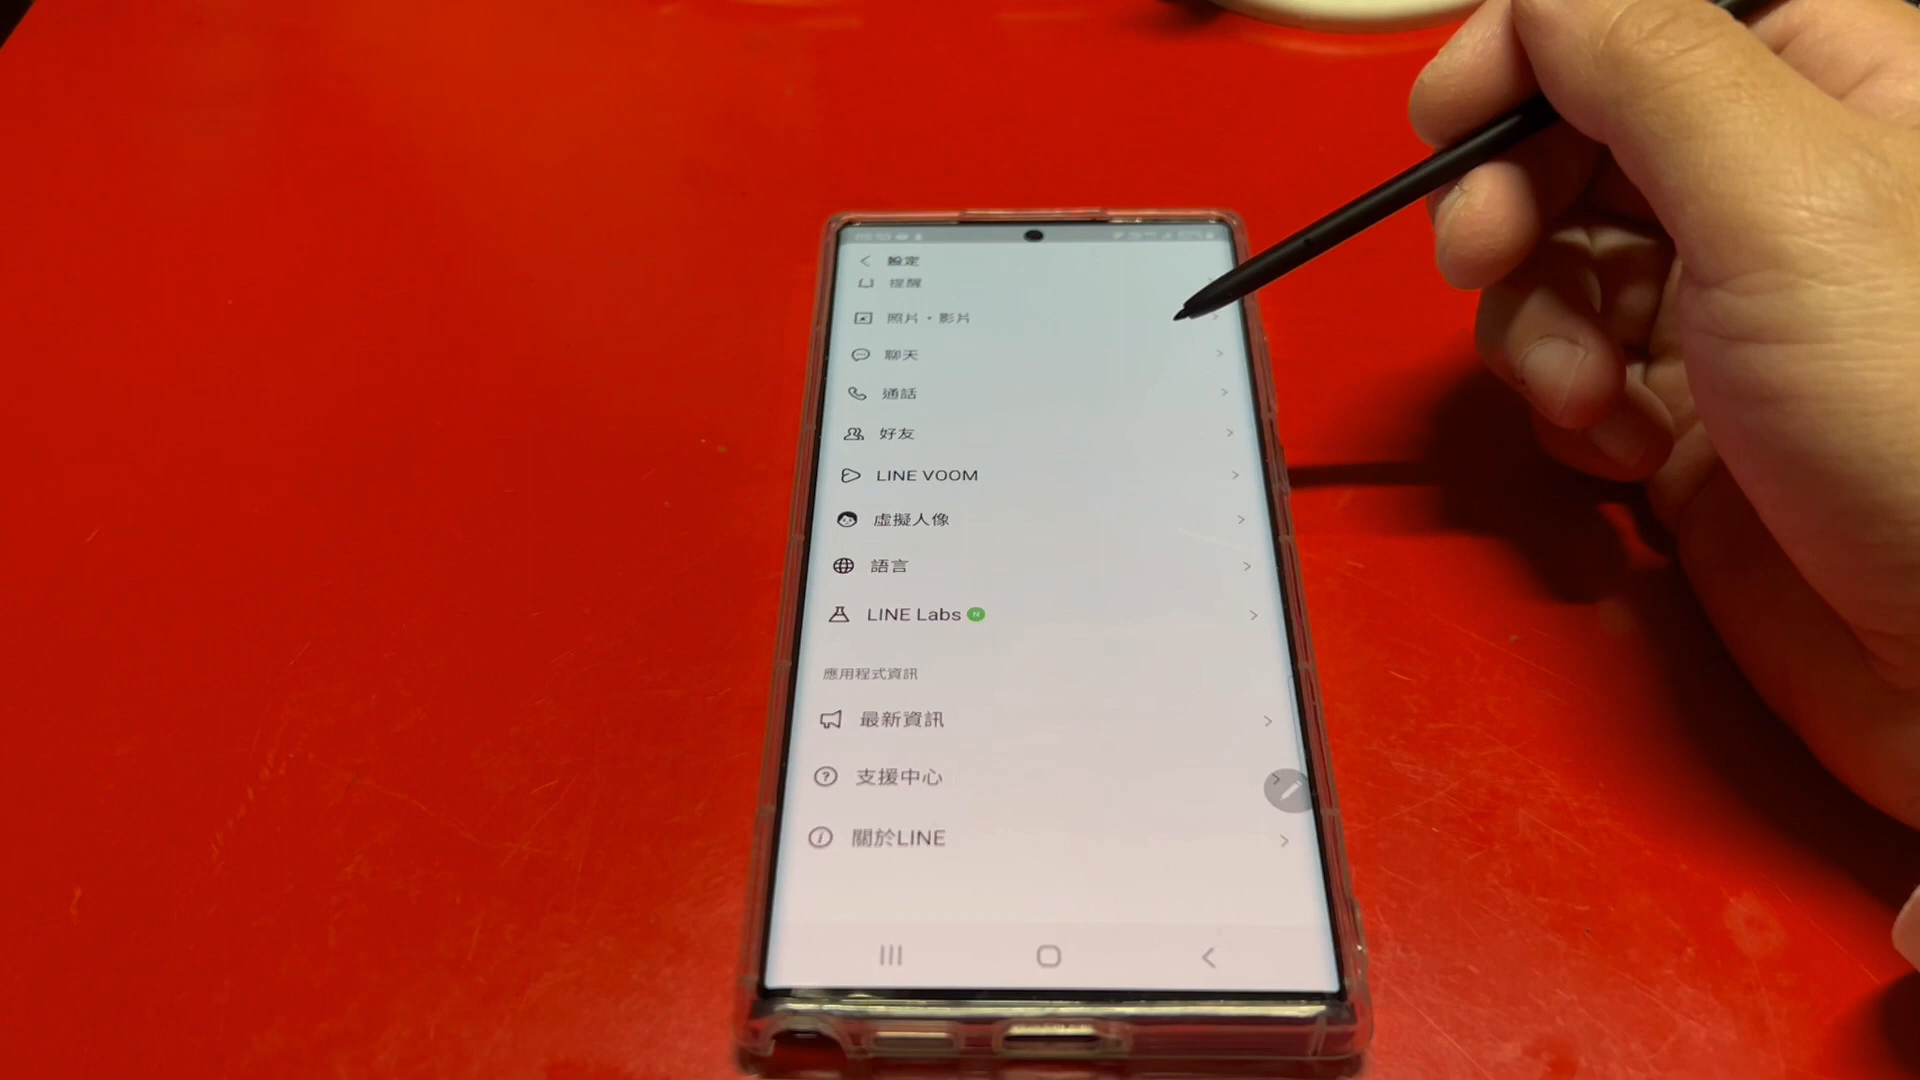 設定
提醒
照片・影片
聊天
通話
好友
LINE VOOM
虛擬人像
語言
LINE Labs N
應用程式資訊
最新資訊
支援中心
關於LINE